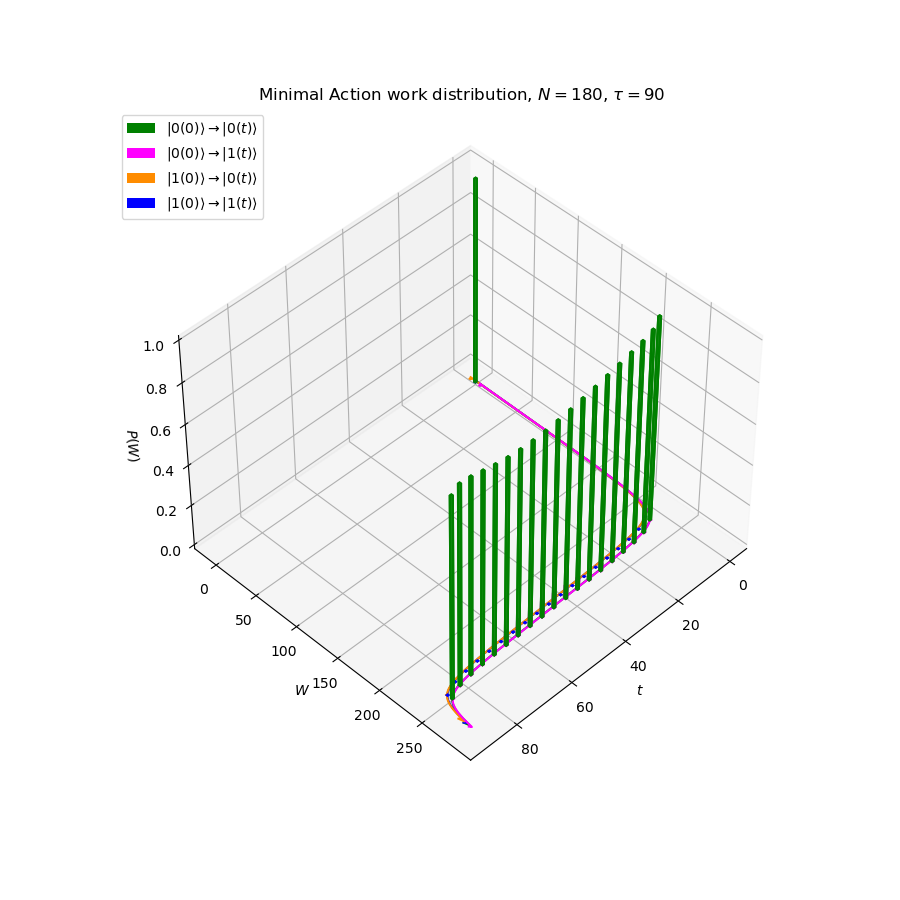 Minimal Action work distribution, N = 180, τ = 90
|0(0)⟩ → |0(t)⟩
|0(0)⟩ → |1(t)⟩
|1(0)⟩ → |0(t)⟩
|1(0)⟩ → |1(t)⟩
1.0
0.8
0.6
0.4
0.2
0.0
P(W)
0
50
100
150
200
250
W
0
20
40
60
80
t